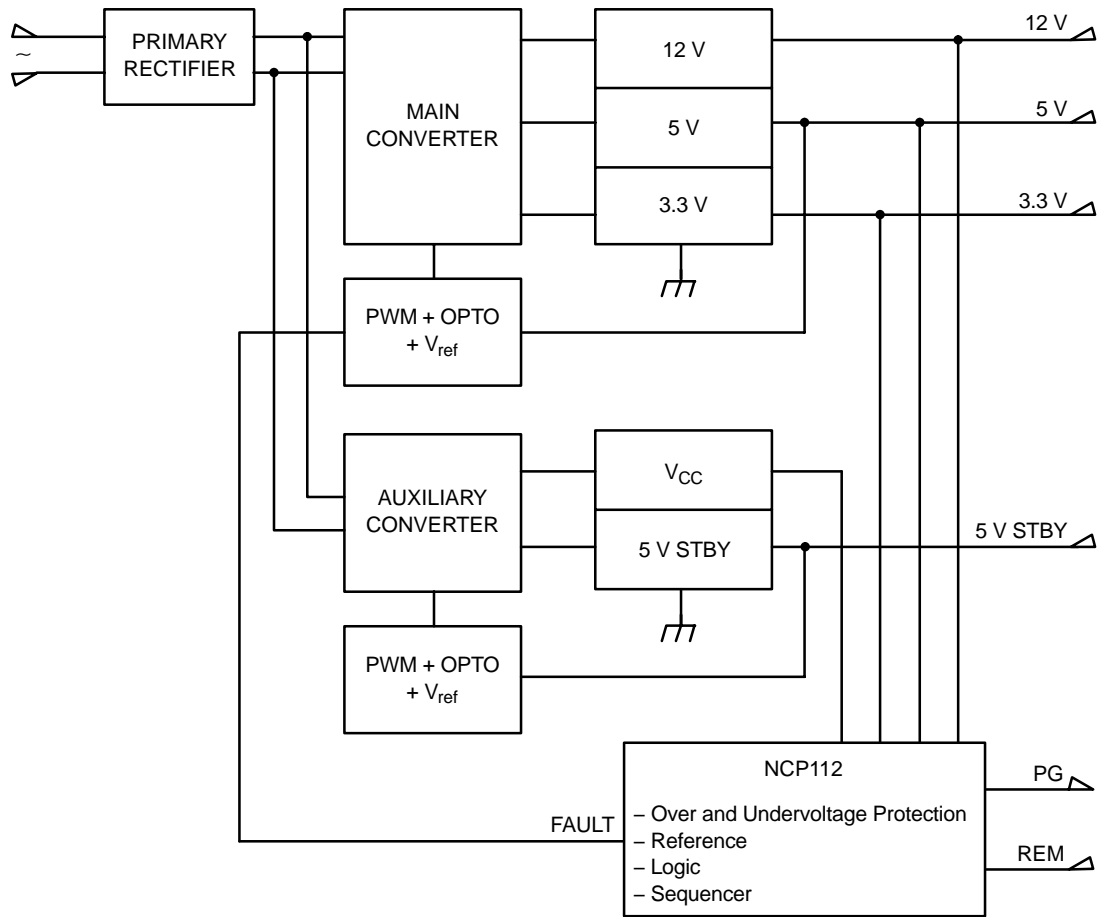 12 V
~
PRIMARY
RECTIFIER
12 V
MAIN
CONVERTER
5 V
5 V
3.3 V
3.3 V
PWM + OPTO
+ Vref
AUXILIARY
CONVERTER
VCC
5 V STBY
5 V STBY
PWM + OPTO
+ Vref
NCP112
PG
– Over and Undervoltage Protection
FAULT
– Reference
– Logic
REM
– Sequencer